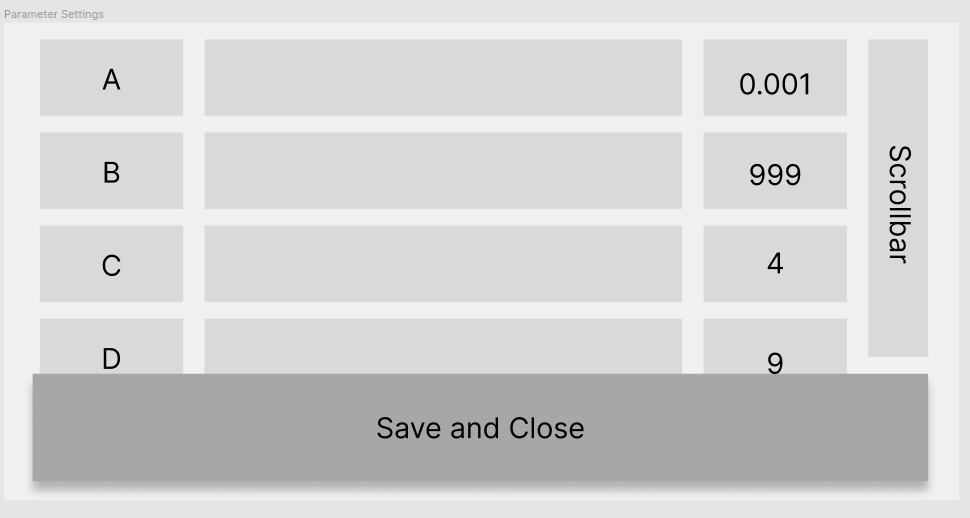 Parameter Settings
A
0.001
B
999
C
4
D
9
Scrollbar
Save and Close